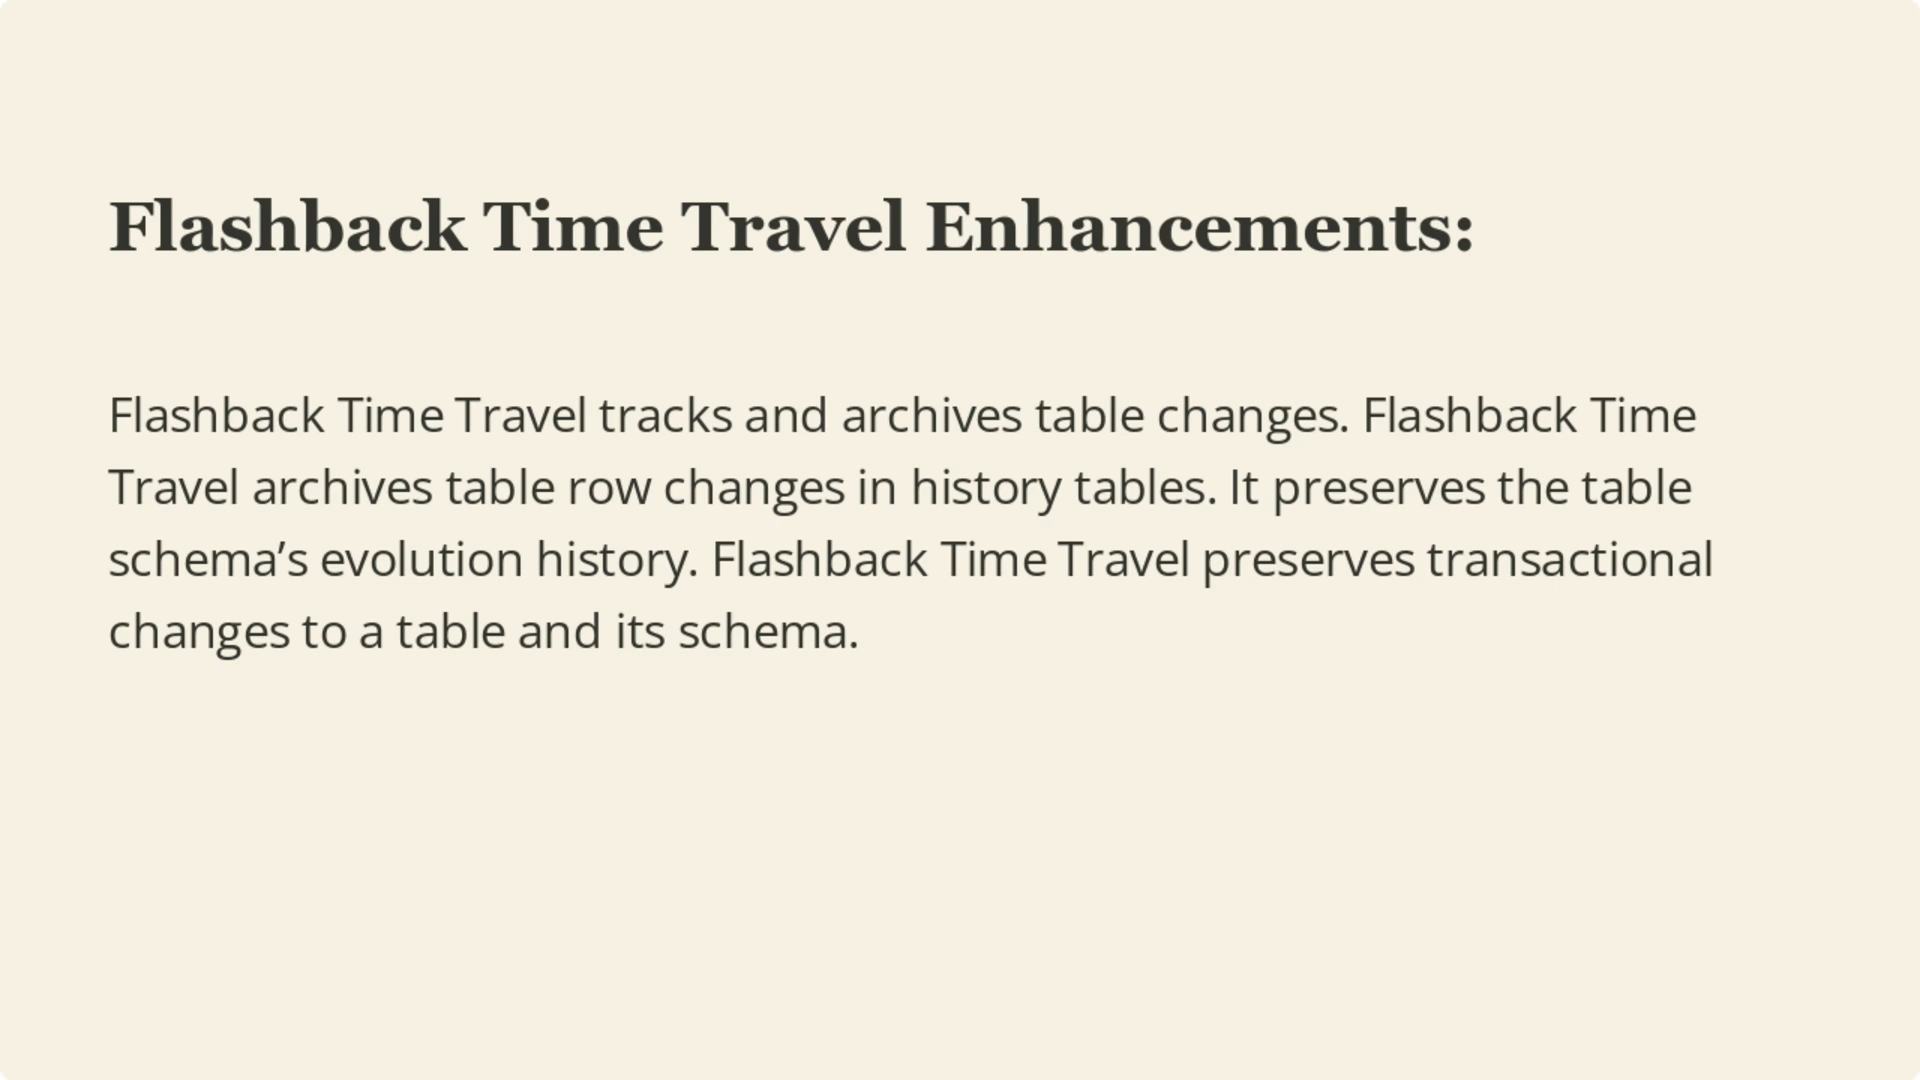 Flashback Time Travel Enhancements:
Flashback Time Travel tracks and archives table changes. Flashback Time
Travel archives table row changes in history tables. It preserves the table
schema’s evolution history. Flashback Time Travel preserves transactional
changes to a table and its schema.